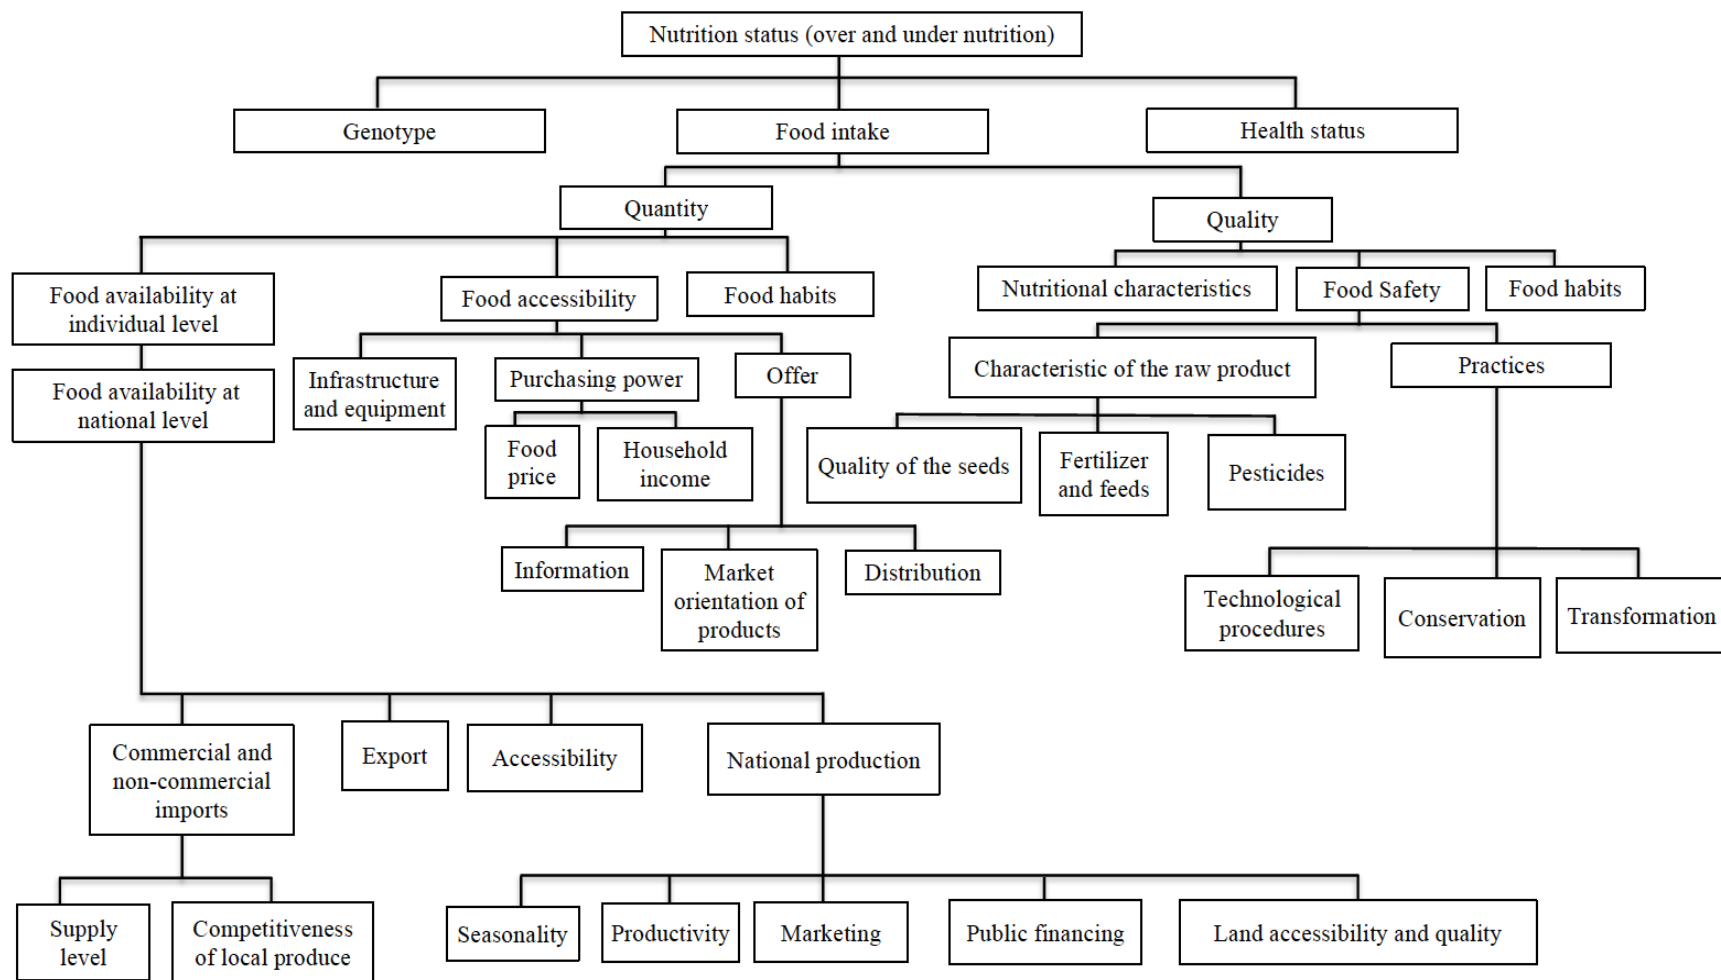 Nutrition status (over and under nutrition)
Genotype
Food intake
Health status
Quantity
Quality
Food availability at
individual level
Food accessibility
Food habits
Nutritional characteristics
Food Safety
Food habits
Food availability at
national level
Infrastructure
and equipment
Purchasing power
Offer
Characteristic of the raw product
Practices
Food
price
Household
income
Quality of the seeds
Fertilizer
and feeds
Pesticides
Information
Market
orientation of
products
Distribution
Technological
procedures
Conservation
Transformation
Commercial and
non-commercial
imports
Export
Accessibility
National production
Supply
level
Competitiveness
of local produce
Seasonality
Productivity
Marketing
Public financing
Land accessibility and quality